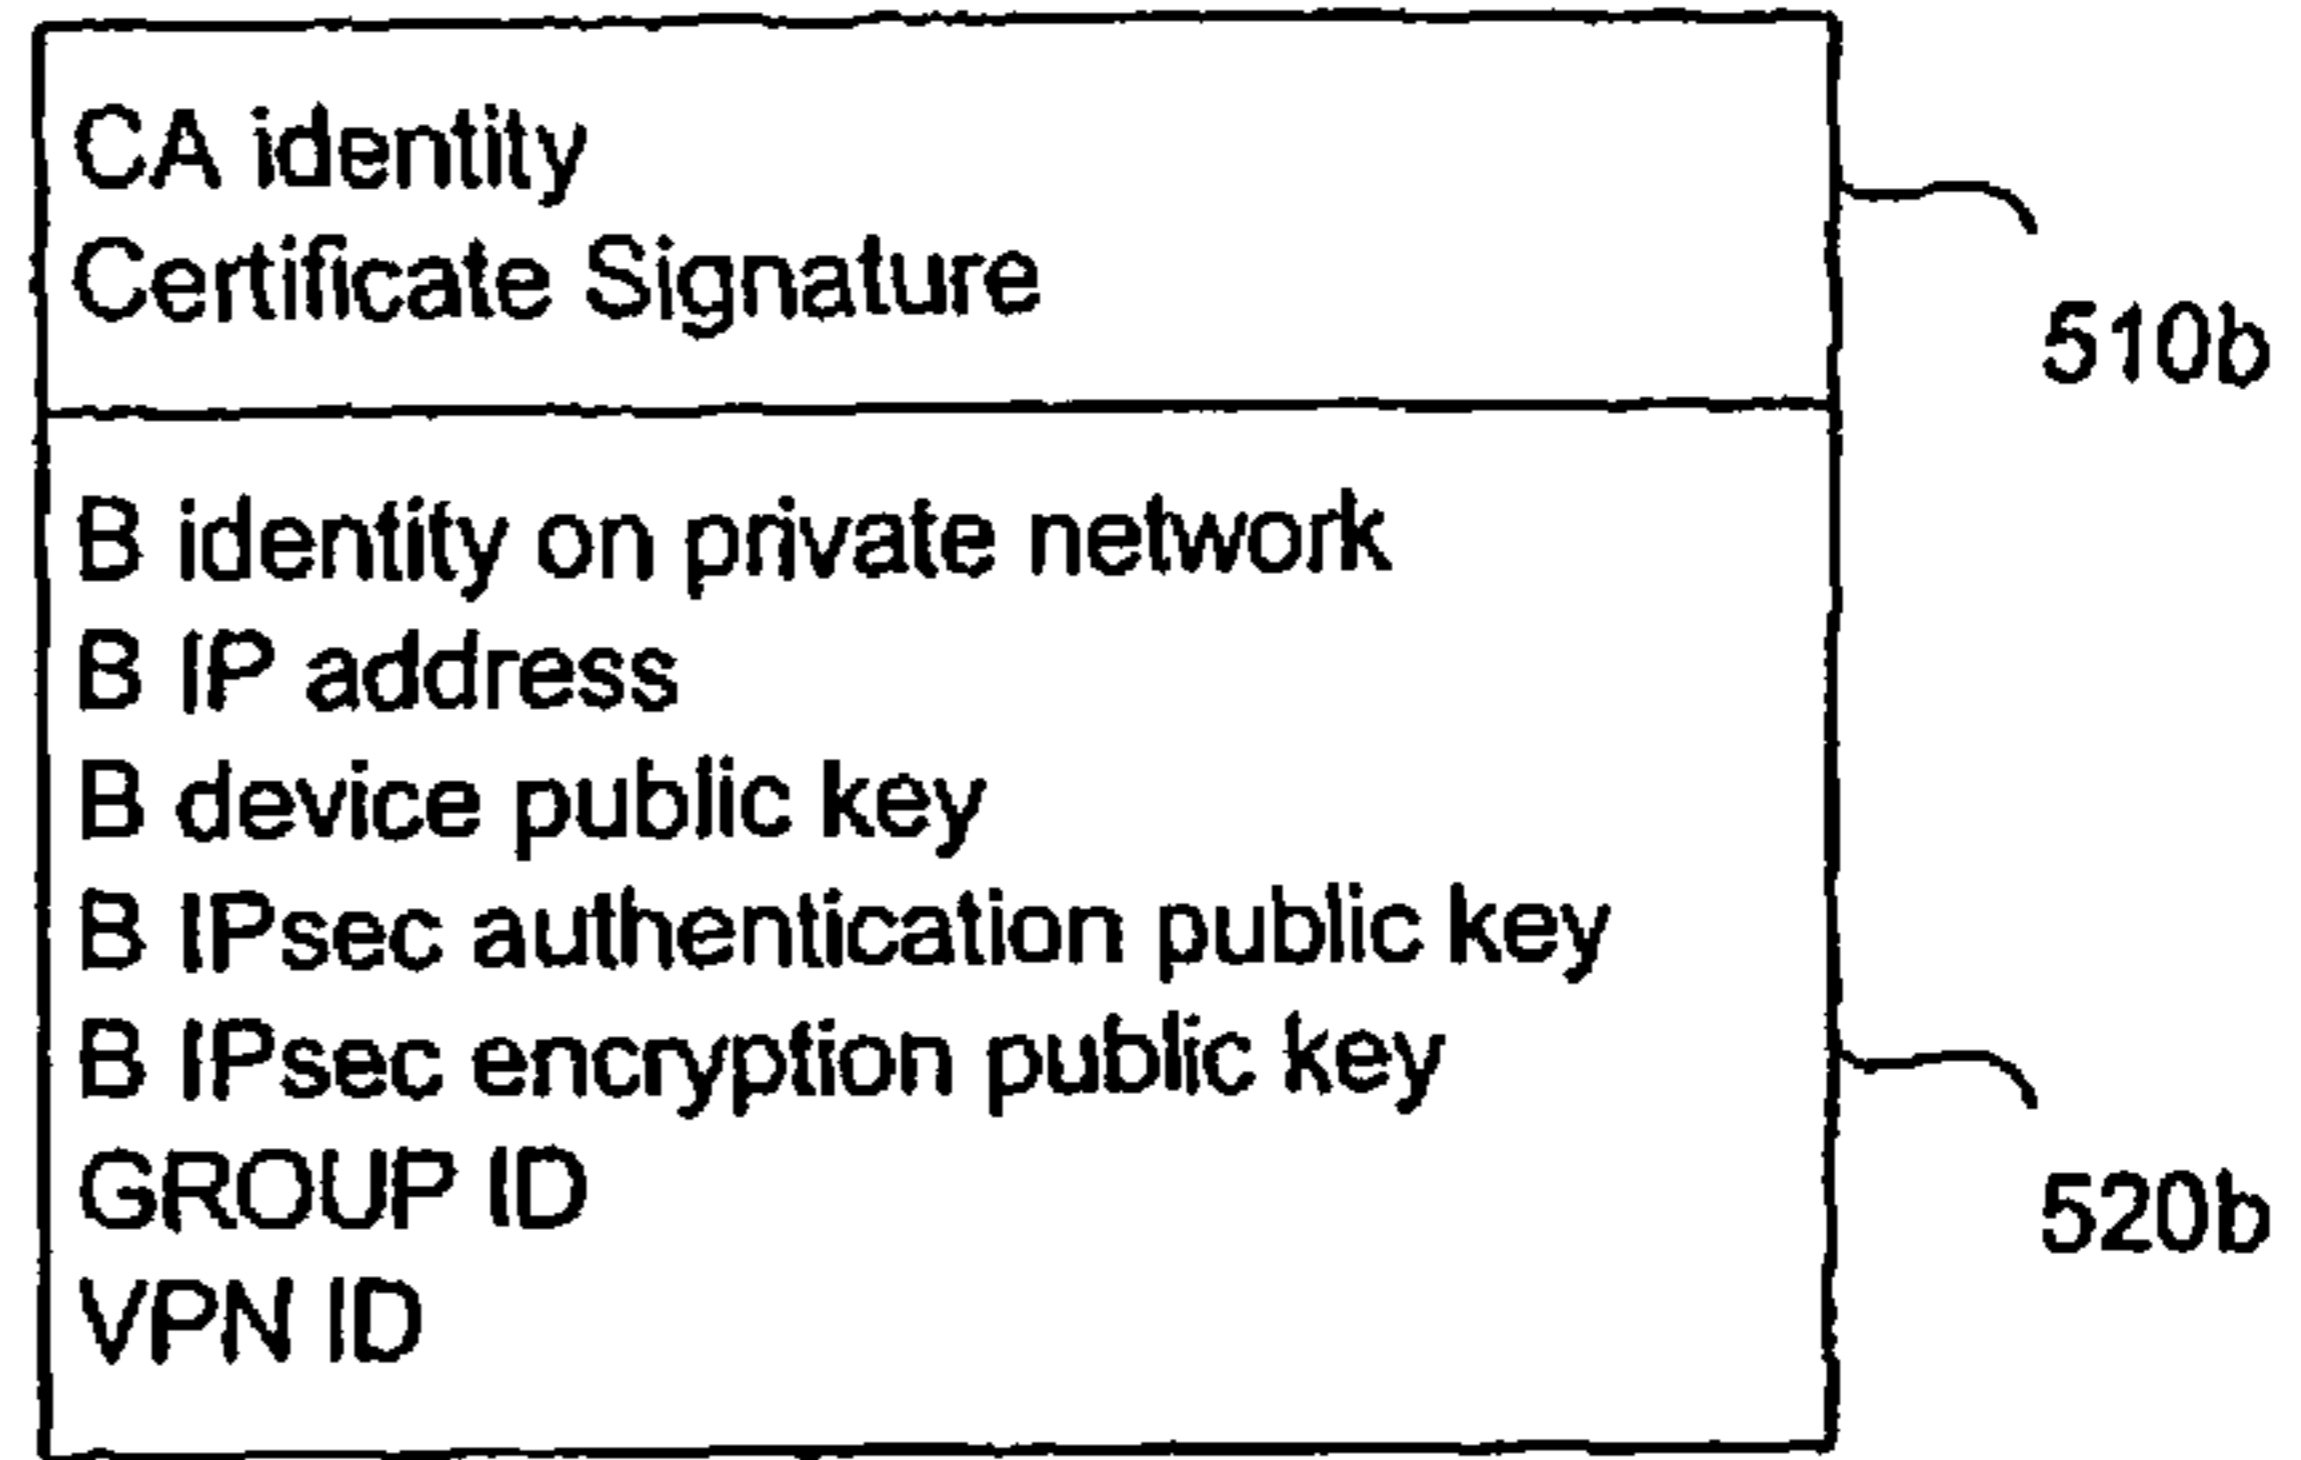 CA identity
Certificate Signature
510b
B identity on private network
B IP address
B device public key
B IPsec authentication public key
B IPsec encryption public key
GROUP ID
VPN ID
520b